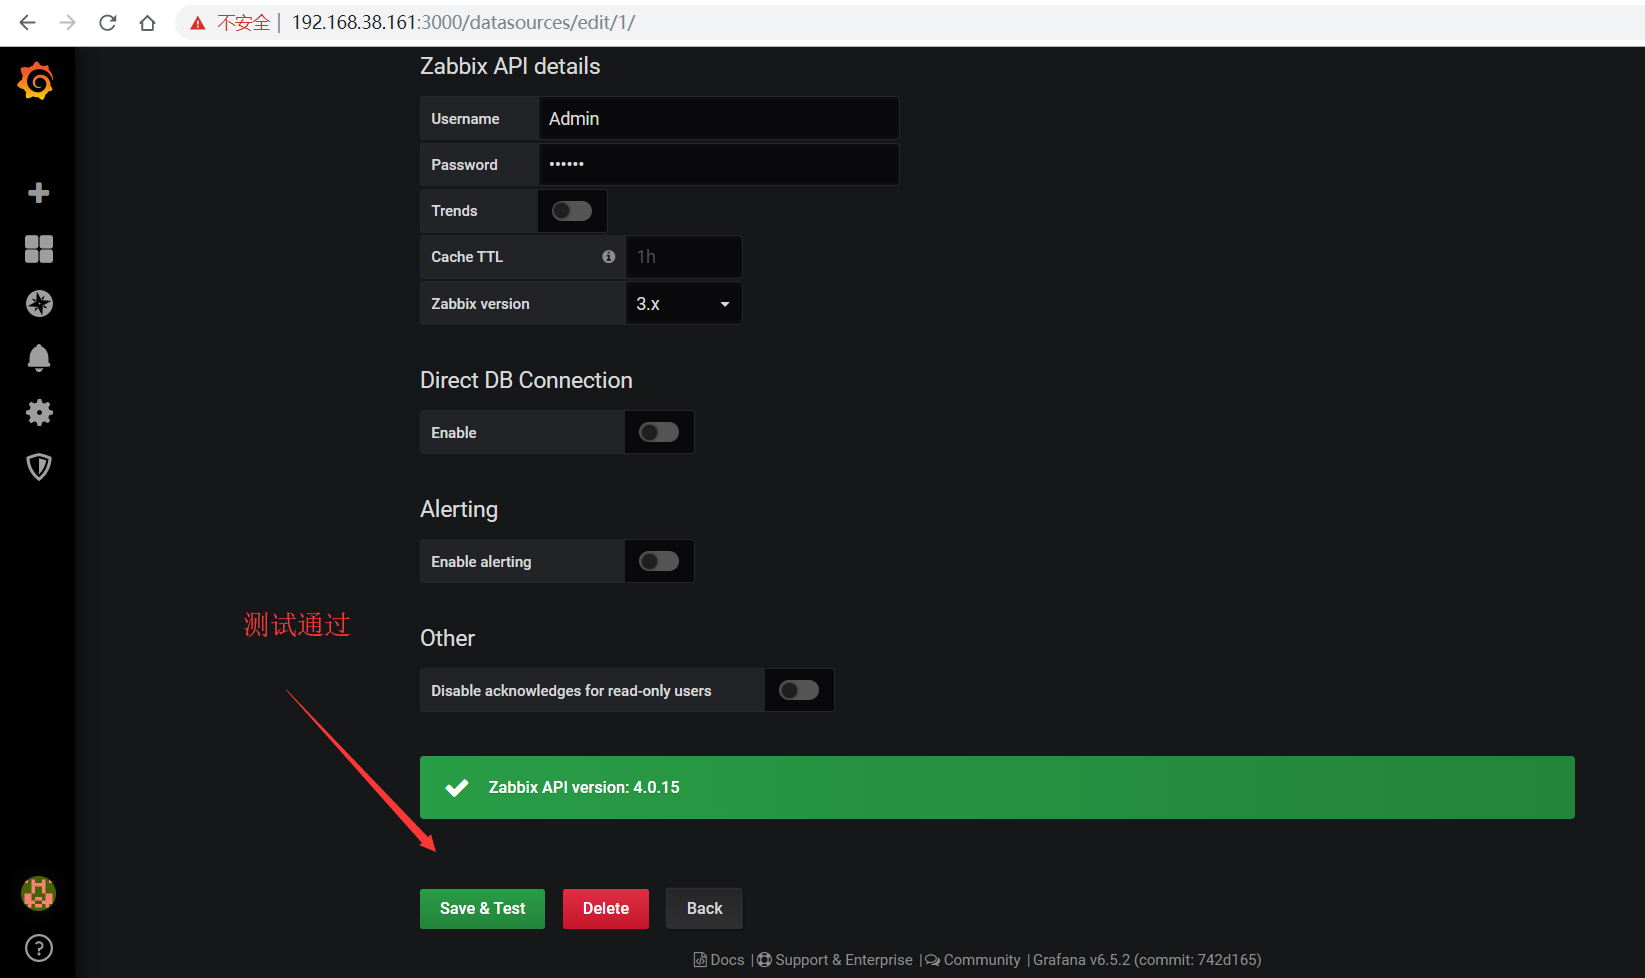 不安全 | 192.168.38.161:3000/datasources/edit/1/
Zabbix API details
Username Admin
Password ••••••
Trends
Cache TTL 1h
Zabbix version 3.x
Direct DB Connection
Enable
Alerting
Enable alerting
测试通过
Other
Disable acknowledges for read-only users
Zabbix API version: 4.0.15
Save & Test Delete Back
Docs | Support & Enterprise | Community | Grafana v6.5.2 (commit: 742d165)